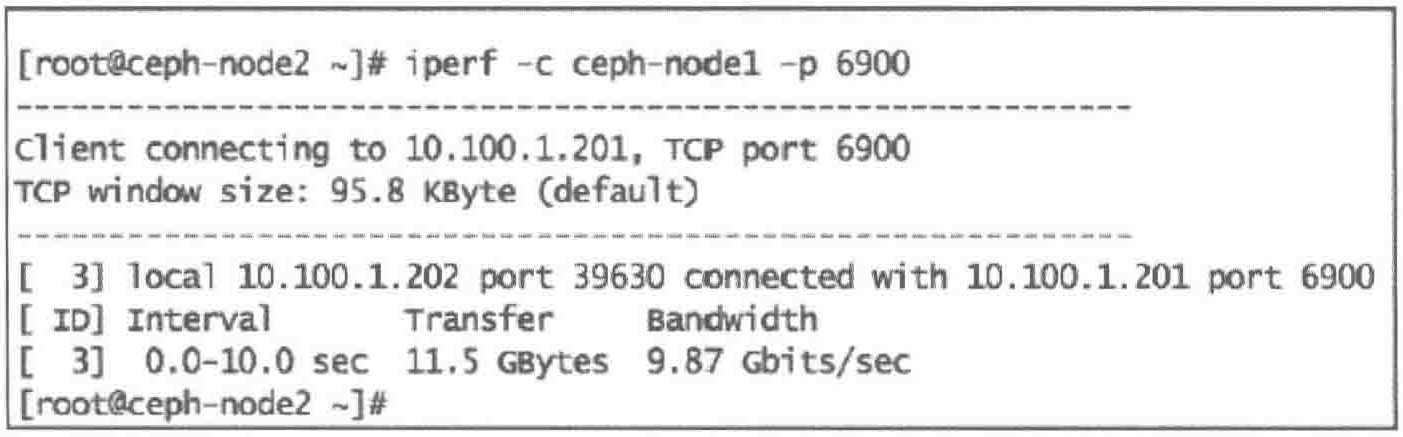 [root@ceph-node2 ~]# iperf -c ceph-node1 -p 6900
------------------------------------------------------------
Client connecting to 10.100.1.201, TCP port 6900
TCP window size: 95.8 KByte (default)
------------------------------------------------------------
[  3] local 10.100.1.202 port 39630 connected with 10.100.1.201 port 6900
[ ID] Interval       Transfer     Bandwidth
[  3]  0.0-10.0 sec  11.5 GBytes  9.87 Gbits/sec
[root@ceph-node2 ~]#